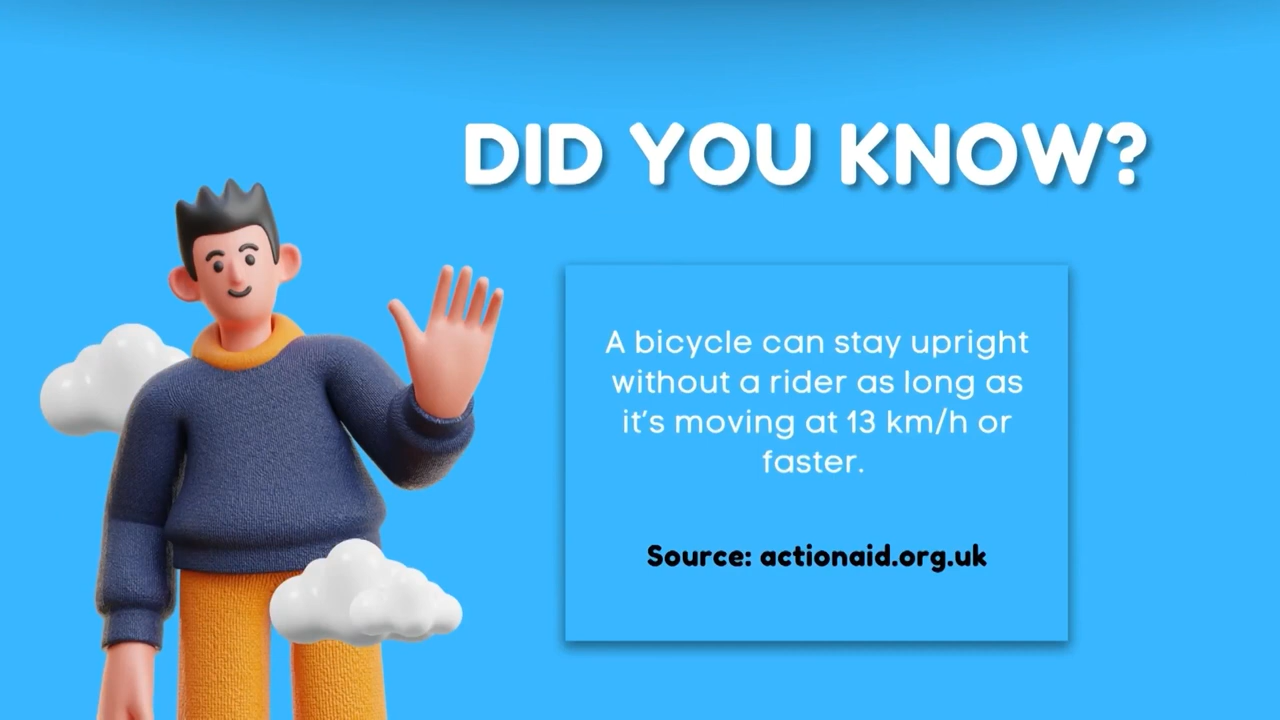 DID YOU KNOW?
A bicycle can stay upright
without a rider as long as
it's moving at 13 km/h or
faster.
Source: actionaid.org.uk